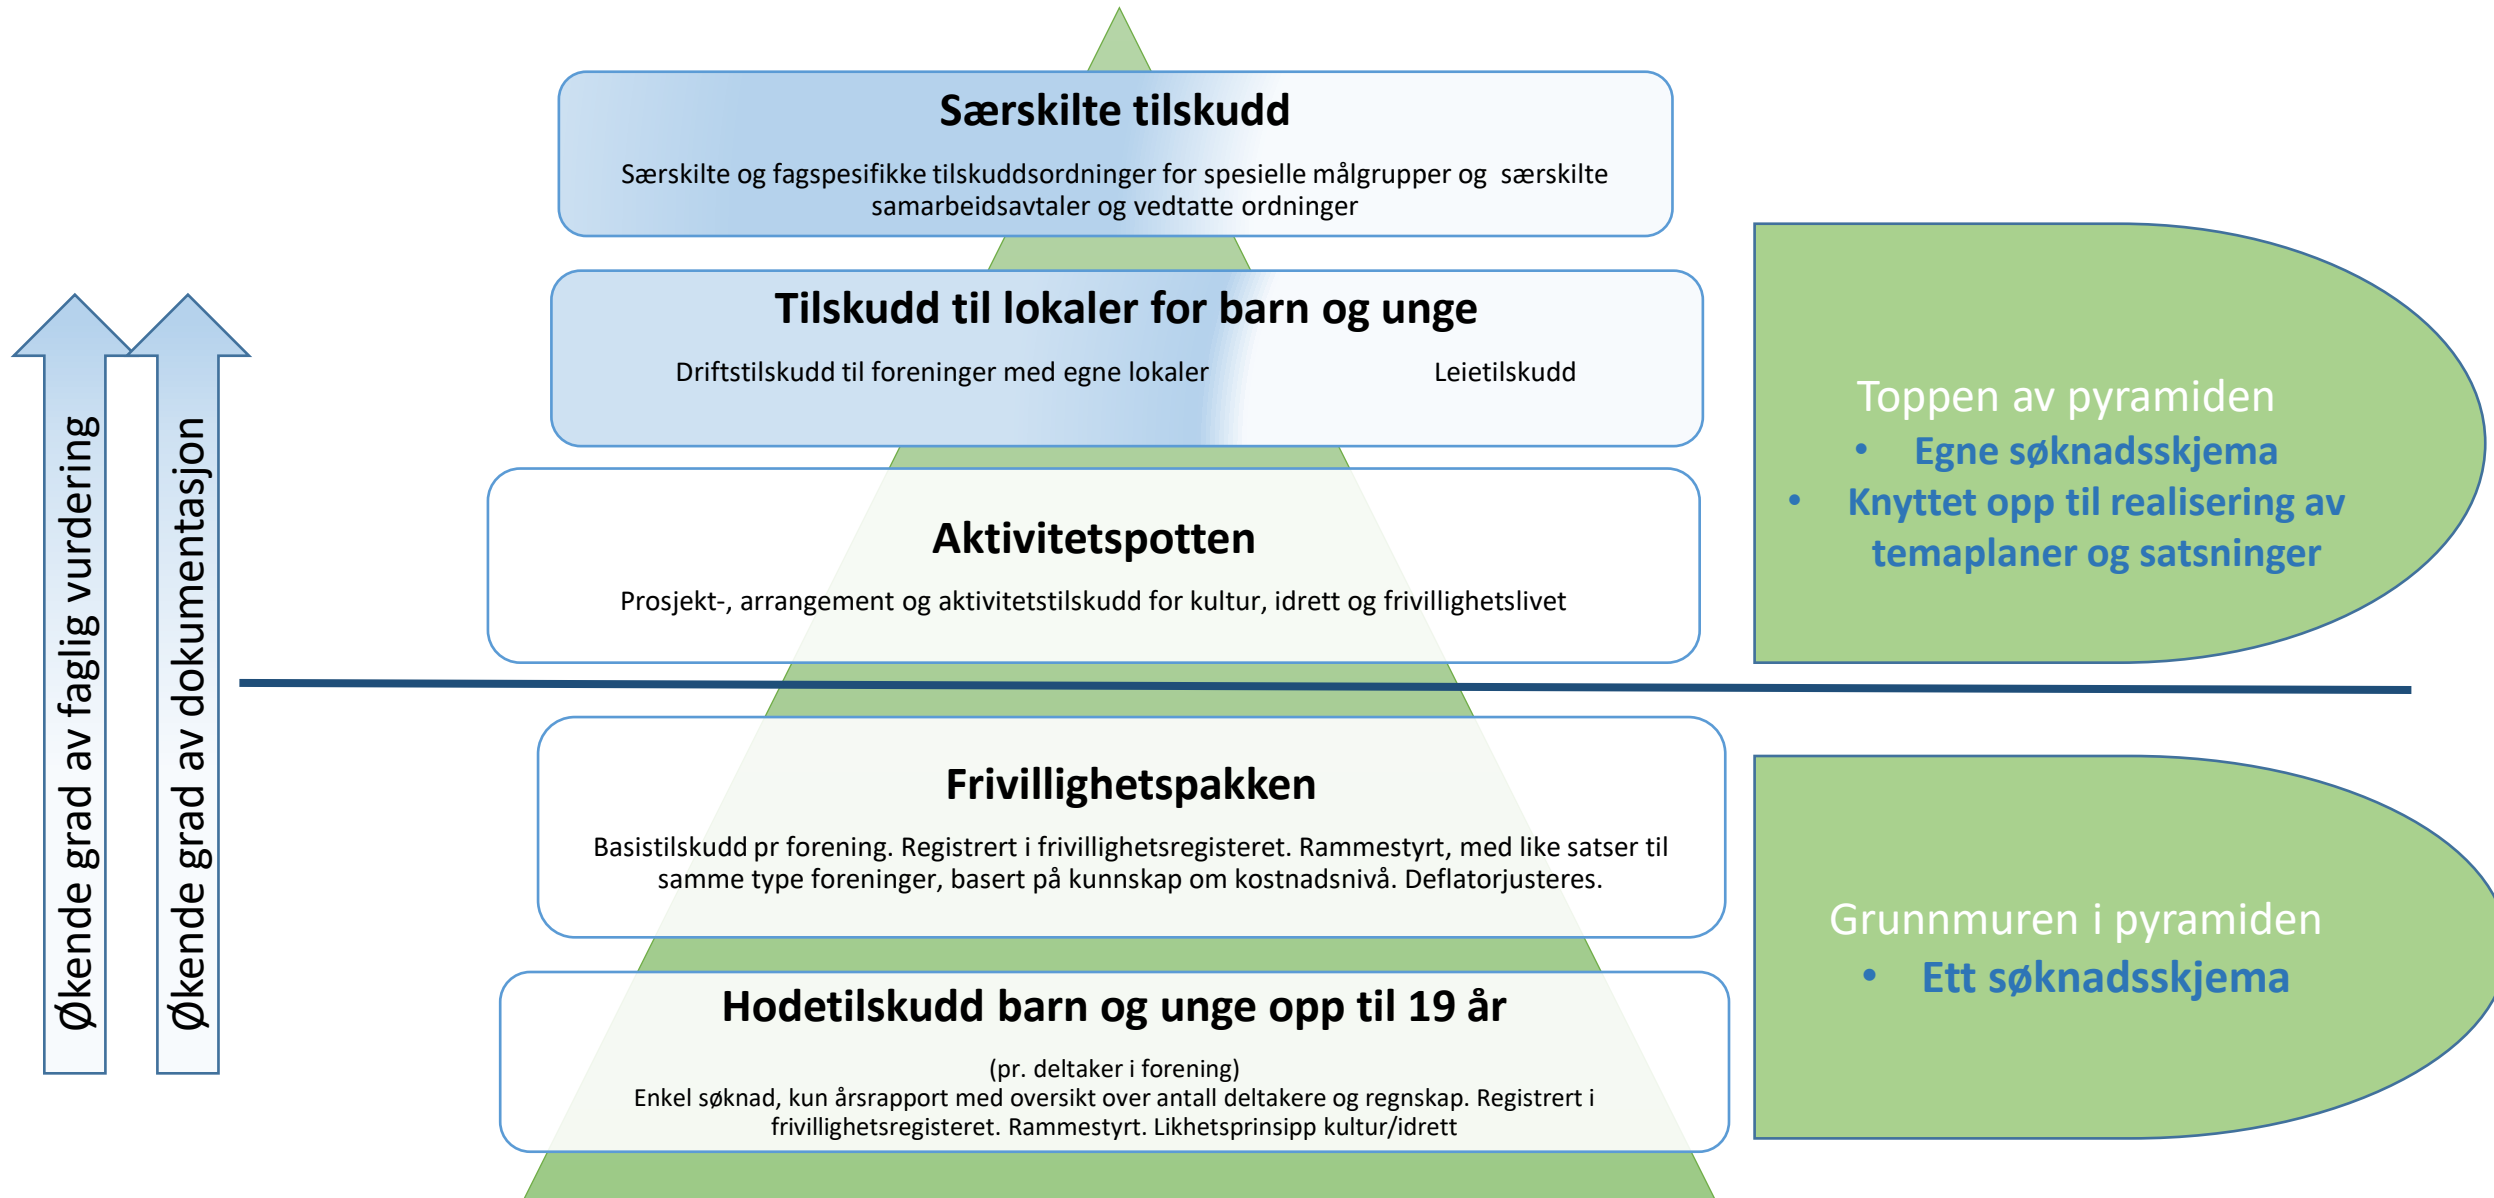 Særskilte tilskudd
Særskilte og fagspesifikke tilskuddsordninger for spesielle målgrupper og særskilte
samarbeidsavtaler og vedtatte ordninger
Tilskudd til lokaler for barn og unge
Driftstilskudd til foreninger med egne lokaler Leietilskudd
Aktivitetspotten
Prosjekt-, arrangement og aktivitetstilskudd for kultur, idrett og frivillighetslivet
Frivillighetspakken
Basistilskudd pr forening. Registrert i frivillighetsregisteret. Rammestyrt, med like satser til
samme type foreninger, basert på kunnskap om kostnadsnivå. Deflatorjusteres.
Hodetilskudd barn og unge opp til 19 år
(pr. deltaker i forening)
Enkel søknad, kun årsrapport med oversikt over antall deltakere og regnskap. Registrert i
frivillighetsregisteret. Rammestyrt. Likhetsprinsipp kultur/idrett
Økende grad av faglig vurdering
Økende grad av dokumentasjon
Toppen av pyramiden
• Egne søknadsskjema
• Knyttet opp til realisering av
temaplaner og satsninger
Grunnmuren i pyramiden
• Ett søknadsskjema